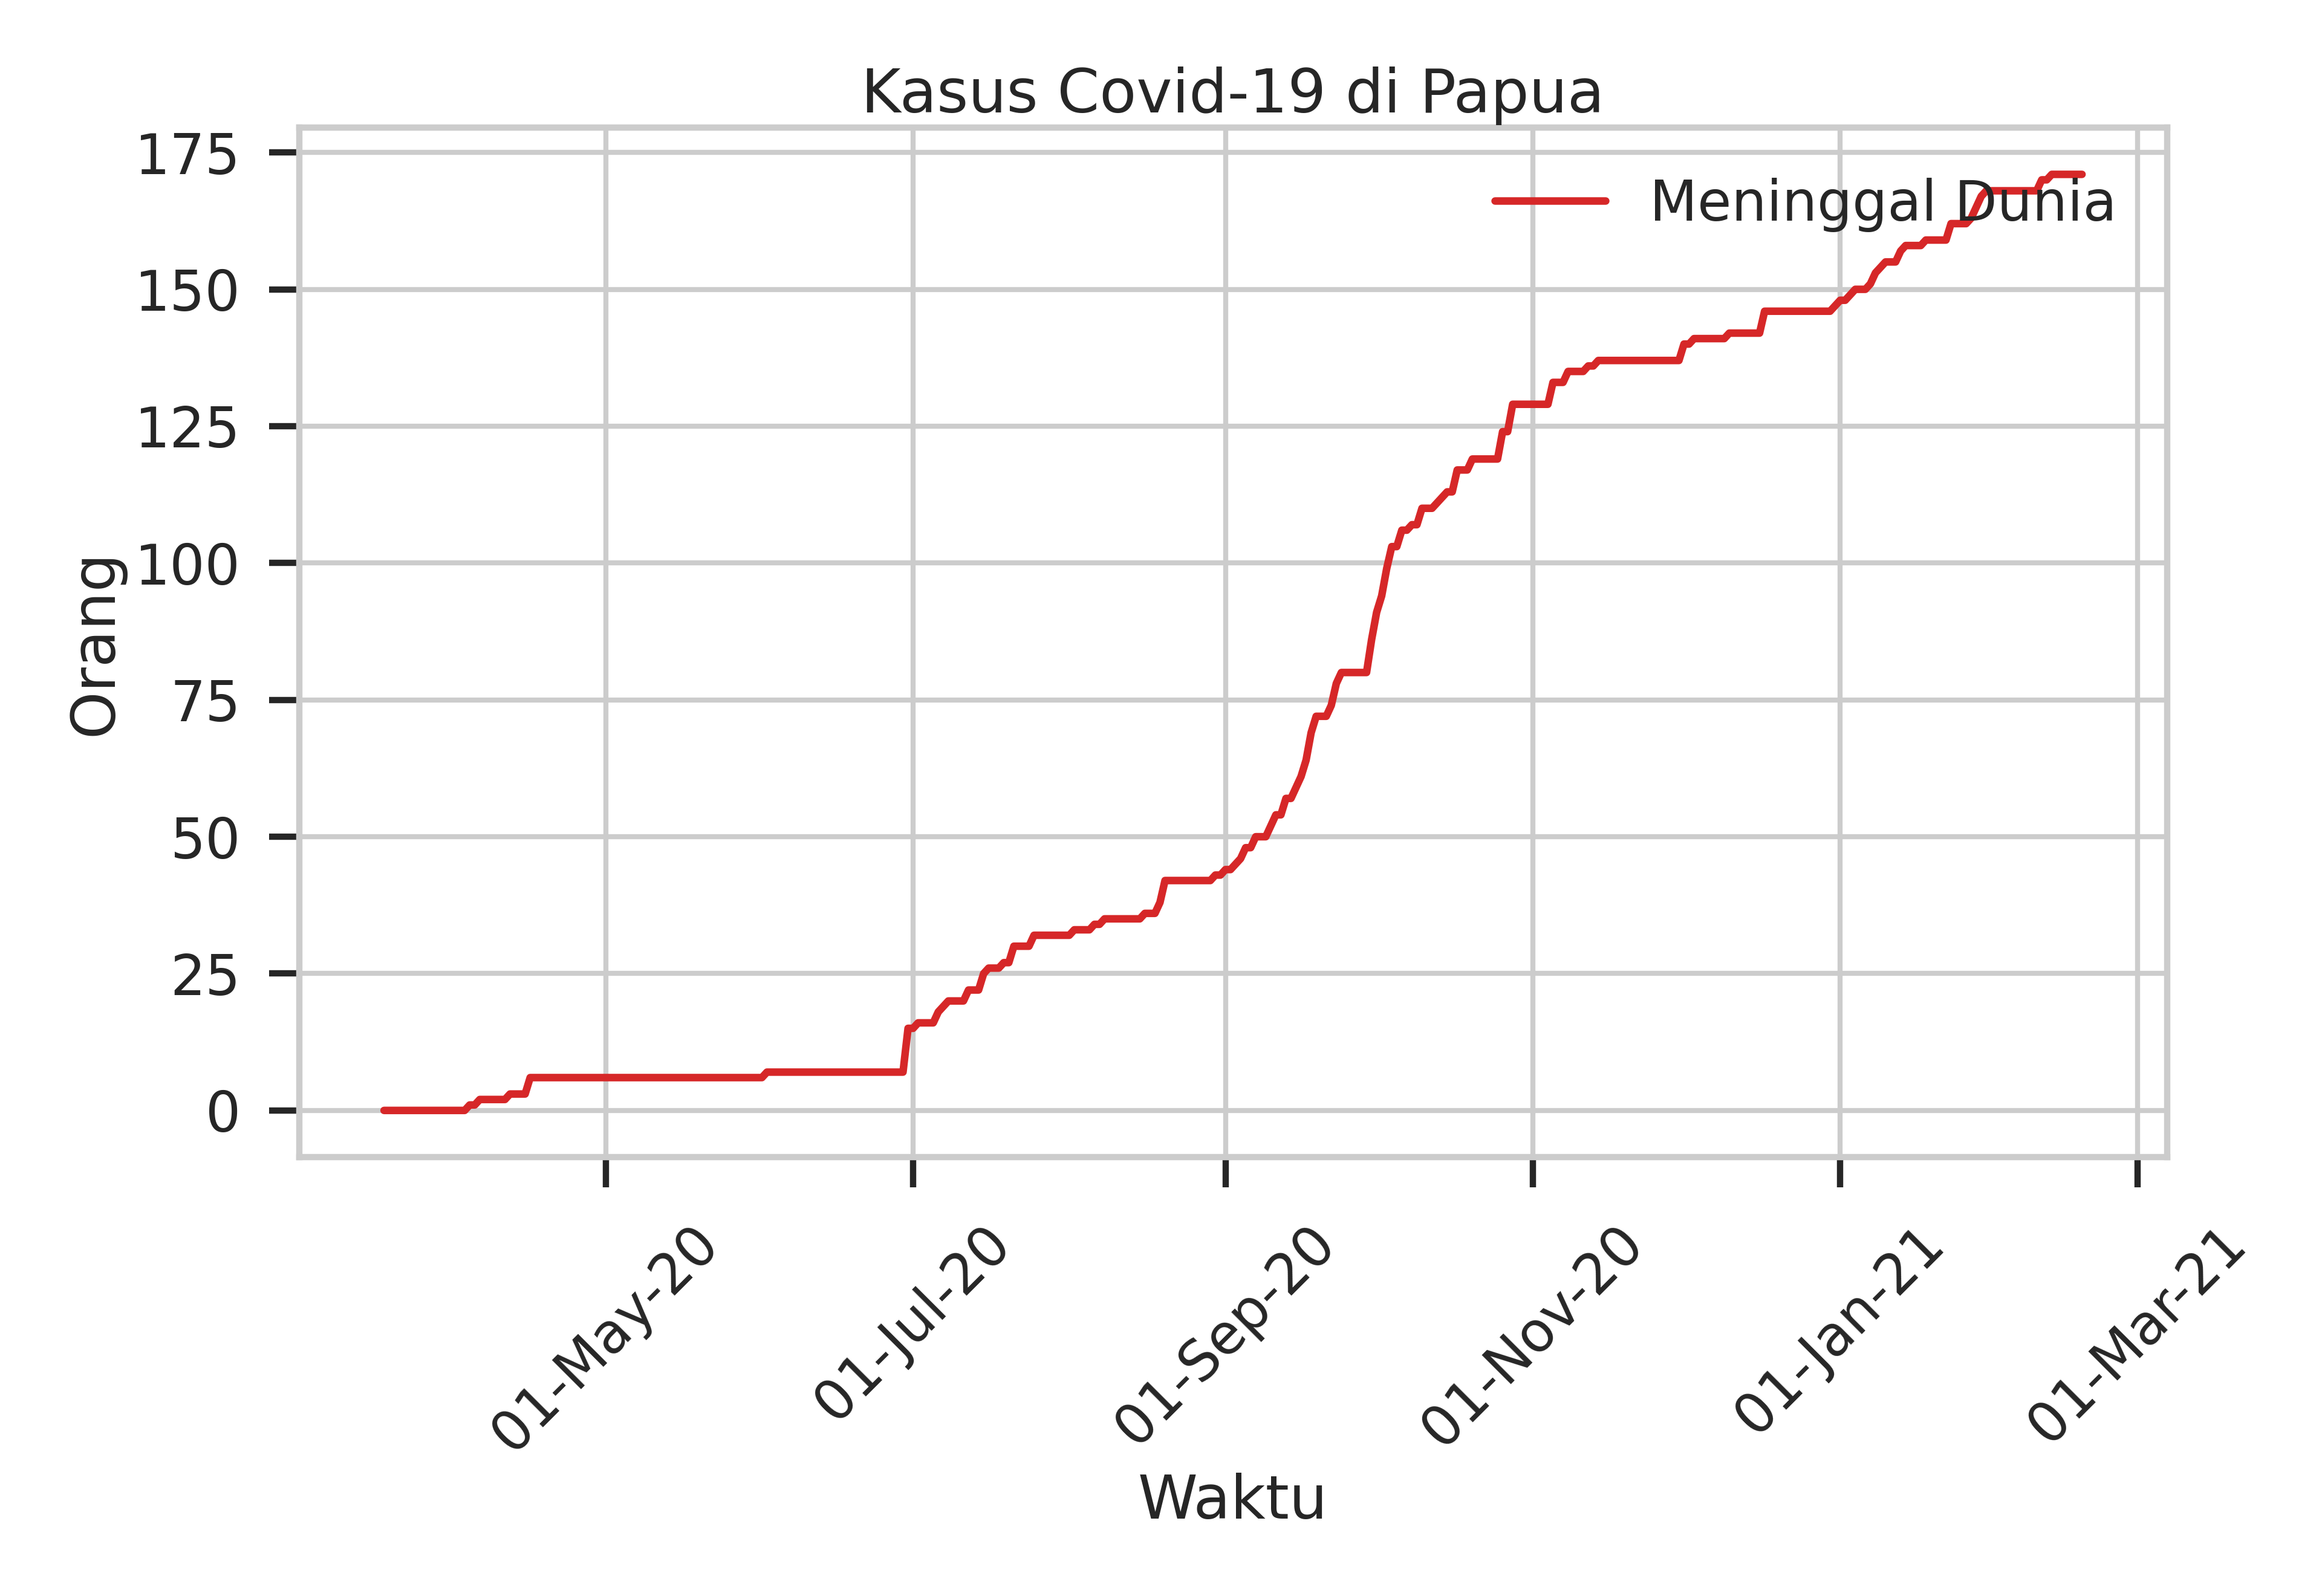 Kasus Covid-19 di Papua
Meninggal Dunia
175
150
125
100
75
50
25
0
Orang
01-May-20
01-Jul-20
01-Sep-20
01-Nov-20
01-Jan-21
01-Mar-21
Waktu